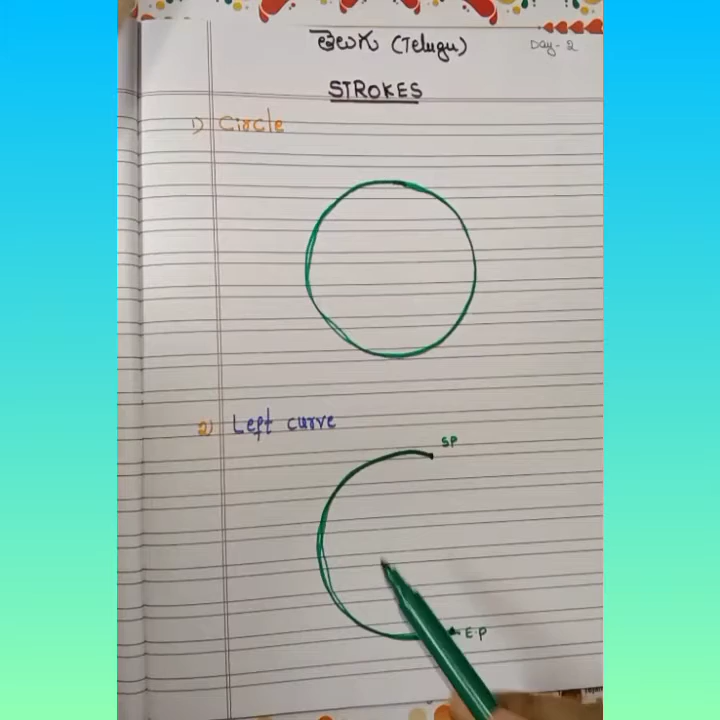 తెలుగు (Telugu)
Day - 2
STROKES
1) Circle
2) Left curve
SP
E.P